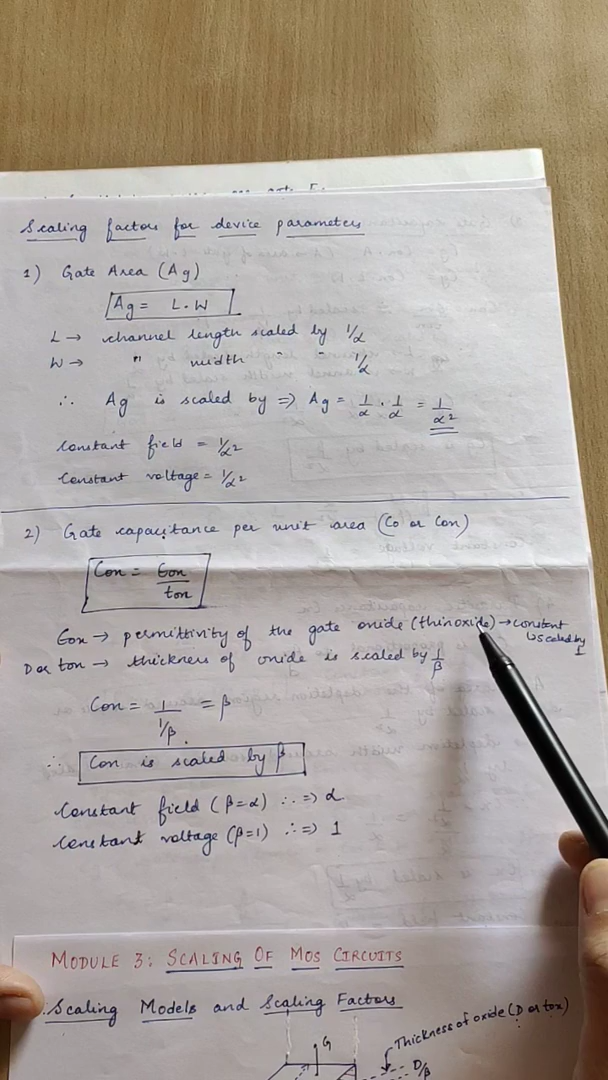 Scaling factors for device parameters
1) Gate Area (Ag)
Ag = L.W
L → channel length scaled by 1/α
W → " width " " 1/α
∴ Ag is scaled by => Ag = 1/α . 1/α = 1/α²
Constant field = 1/α²
Constant voltage = 1/α²
2) Gate capacitance per unit area (Co or Cox)
Cox = Eox/tox
Eox → permittivity of the gate oxide (thin oxide) → constant
↳ scaled by 1
D or tox → thickness of oxide is scaled by 1/β
Cox = 1/1/β = β
∴ Cox is scaled by β
Constant field (β=α) ∴ => α
Constant voltage (β=1) ∴ => 1
MODULE 3: SCALING OF MOS CIRCUITS
Scaling Models and Scaling Factors
Thickness of oxide (D or tox)
G
D/β